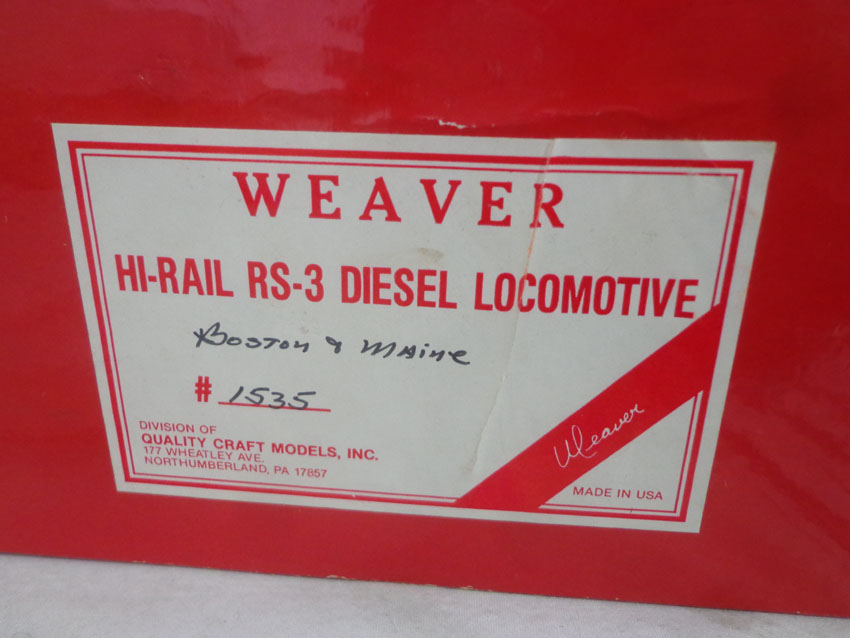 WEAVER
HI-RAIL RS-3 DIESEL LOCOMOTIVE
Boston & Maine
# 1535
DIVISION OF
QUALITY CRAFT MODELS, INC.
177 WHEATLEY AVE.
NORTHUMBERLAND, PA 17857
Weaver
MADE IN USA